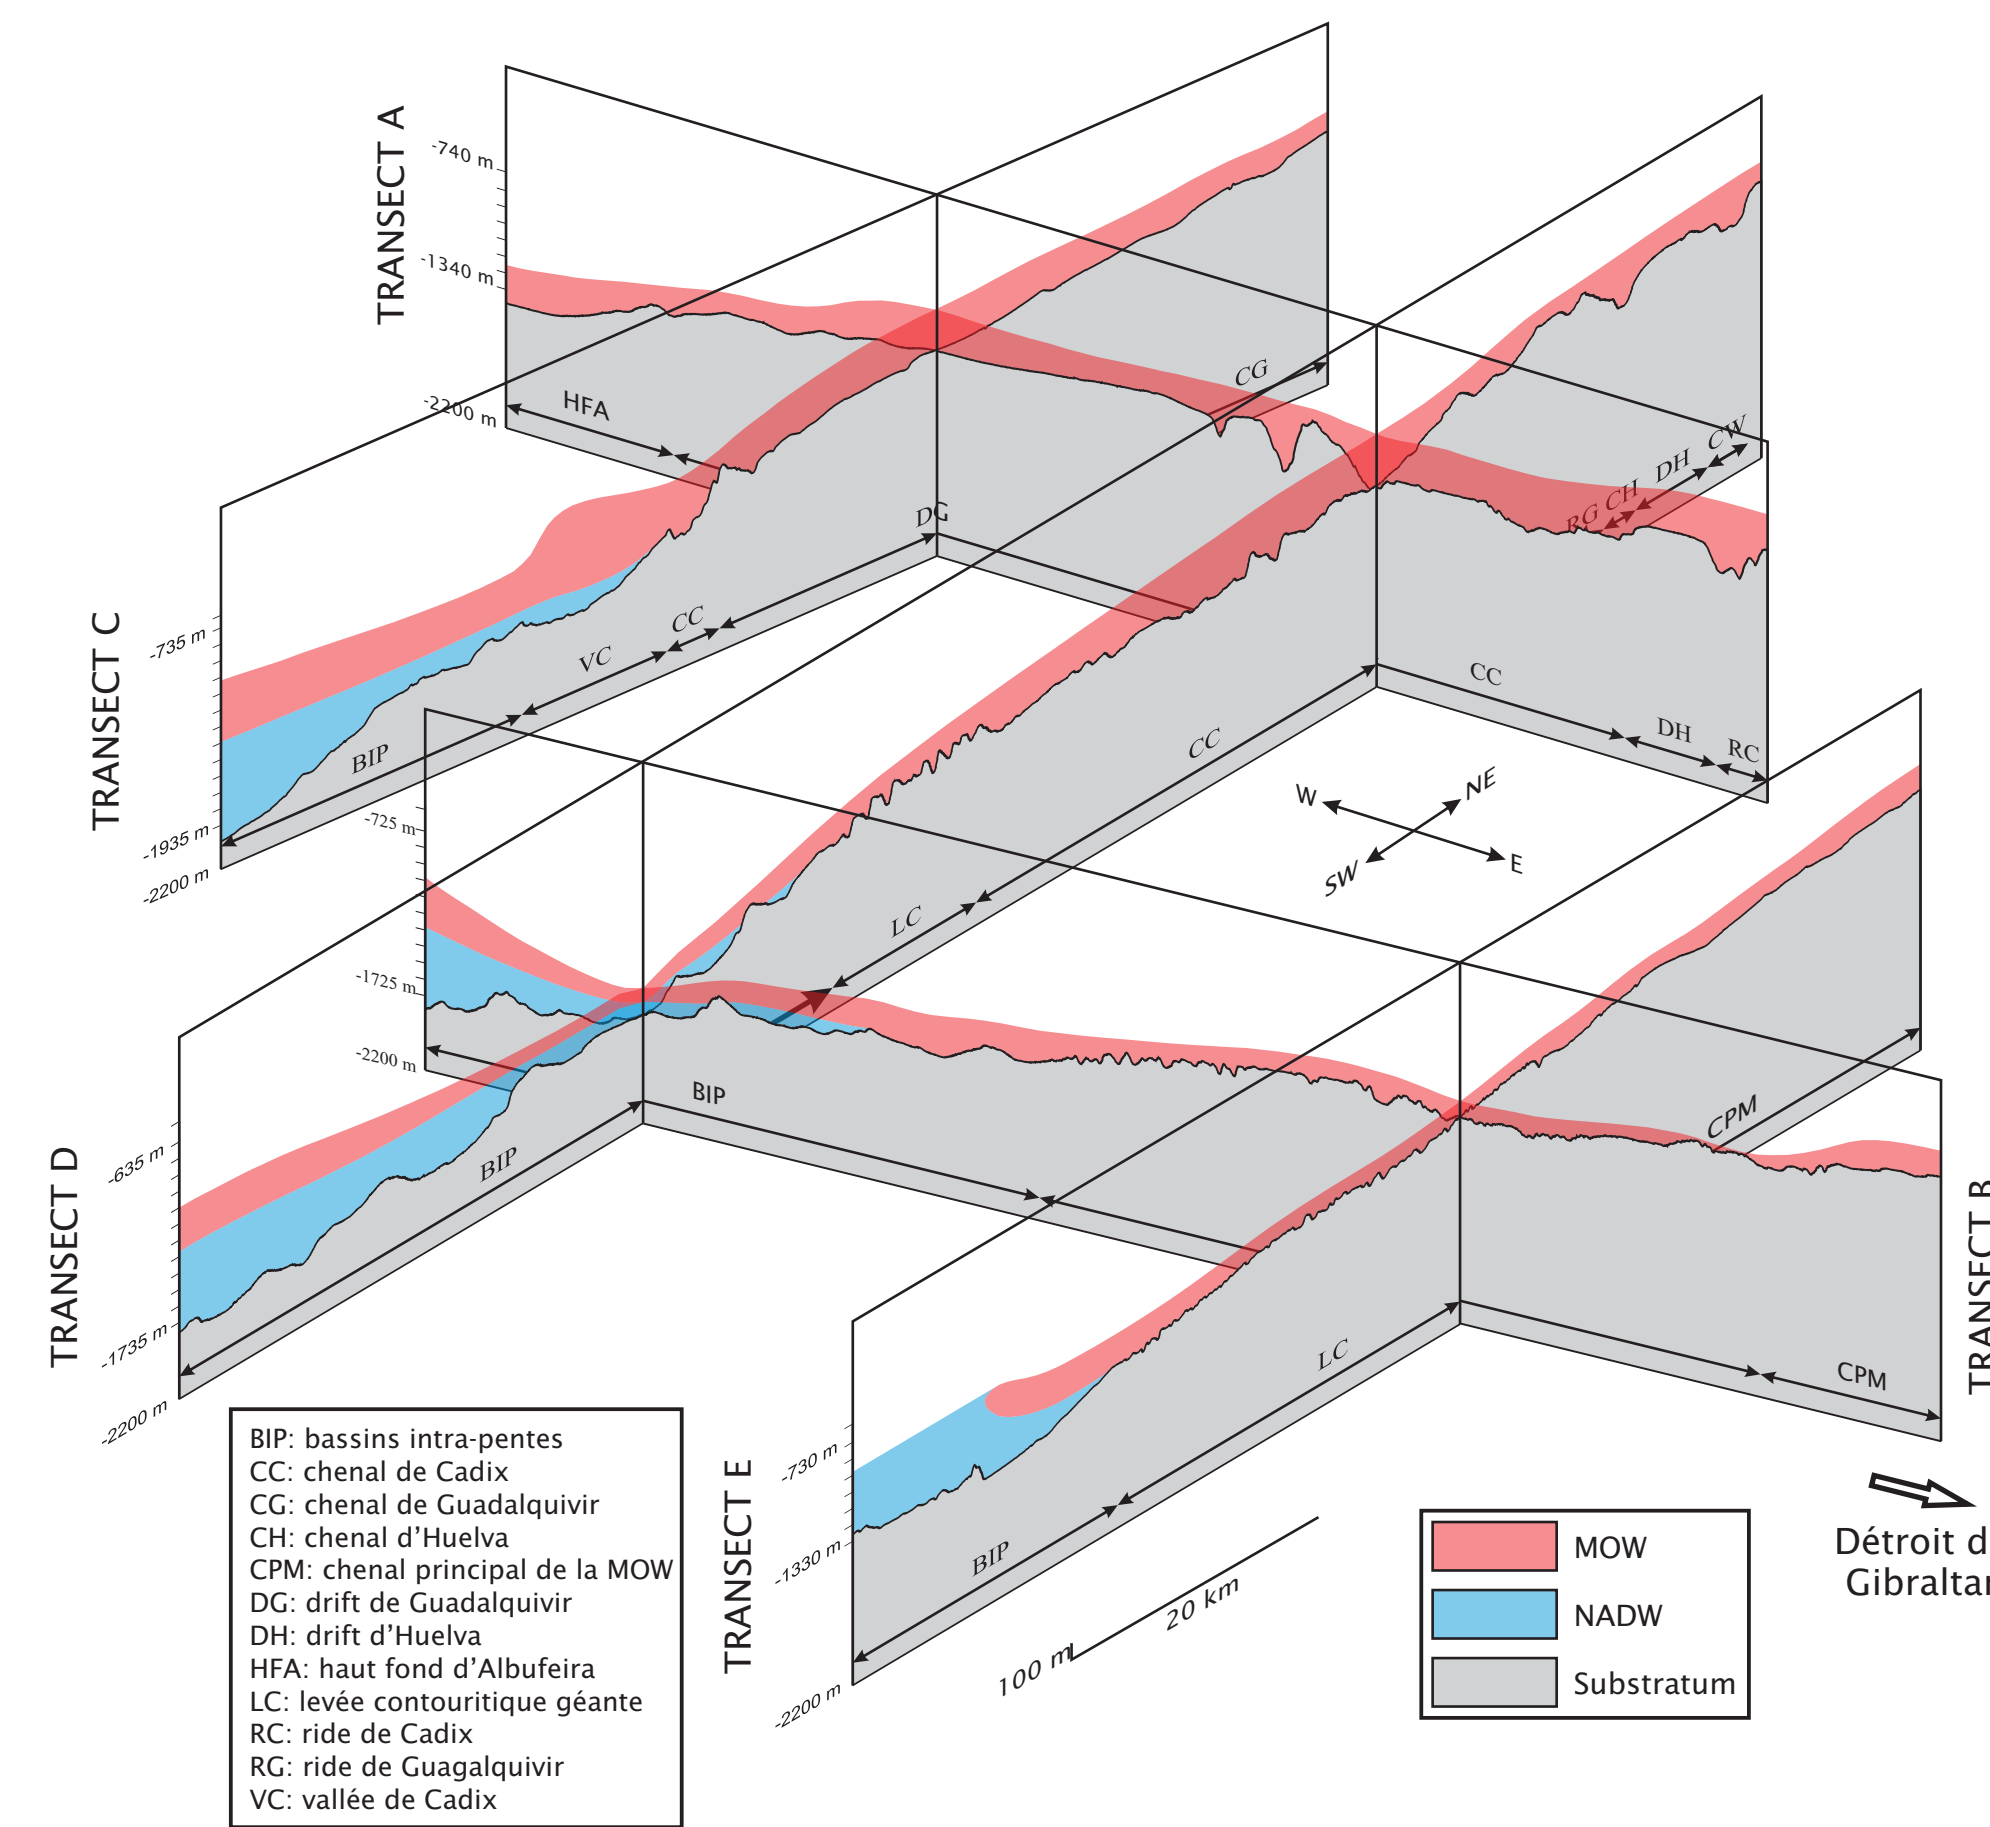 TRANSECT A
-740 m
-1340 m
-2200 m
HFA
CG
CW
DH
CH
RG
DG
TRANSECT C
-735 m
-1935 m
-2200 m
CC
VC
BIP
CC
DH
RC
CC
LC
W
NE
SW
E
-725 m
-1725 m
-2200 m
BIP
TRANSECT D
-635 m
-1735 m
-2200 m
BIP
CPM
TRANSECT B
CPM
LC
TRANSECT E
-730 m
-1330 m
-2200 m
BIP
100 m
20 km
BIP: bassins intra-pentes
CC: chenal de Cadix
CG: chenal de Guadalquivir
CH: chenal d'Huelva
CPM: chenal principal de la MOW
DG: drift de Guadalquivir
DH: drift d'Huelva
HFA: haut fond d'Albufeira
LC: levée contouritique géante
RC: ride de Cadix
RG: ride de Guagalquivir
VC: vallée de Cadix
MOW
NADW
Substratum
Détroit d
Gibraltar